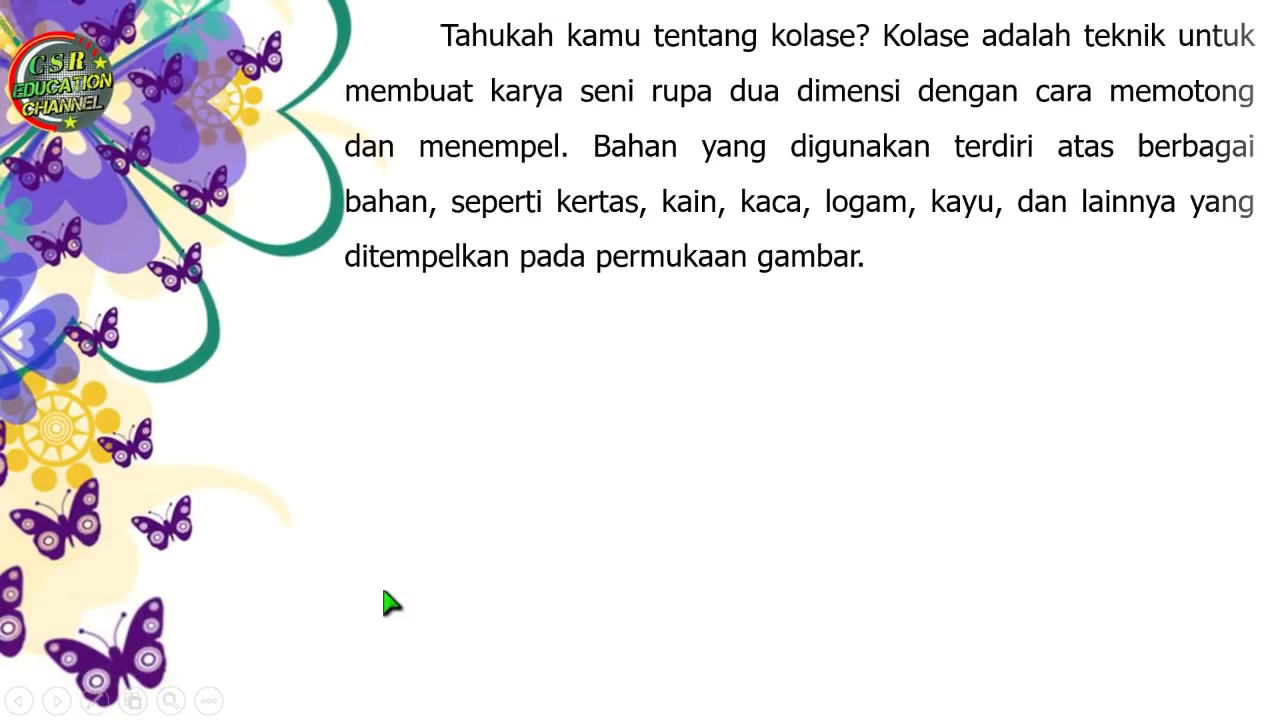 CSR
EDUCATION
CHANNEL
Tahukah kamu tentang kolase? Kolase adalah teknik untuk
membuat karya seni rupa dua dimensi dengan cara memotong
dan menempel. Bahan yang digunakan terdiri atas berbagai
bahan, seperti kertas, kain, kaca, logam, kayu, dan lainnya yang
ditempelkan pada permukaan gambar.